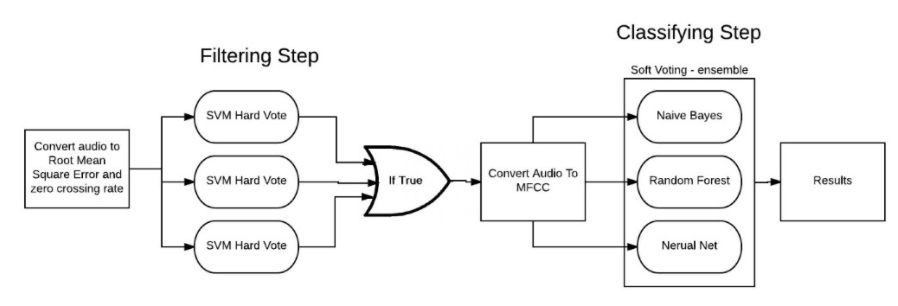 Filtering Step
Classifying Step
Soft Voting - ensemble
Convert audio to
Root Mean
Square Error and
zero crossing rate
SVM Hard Vote
SVM Hard Vote
SVM Hard Vote
If True
Convert Audio To
MFCC
Naive Bayes
Random Forest
Nerual Net
Results